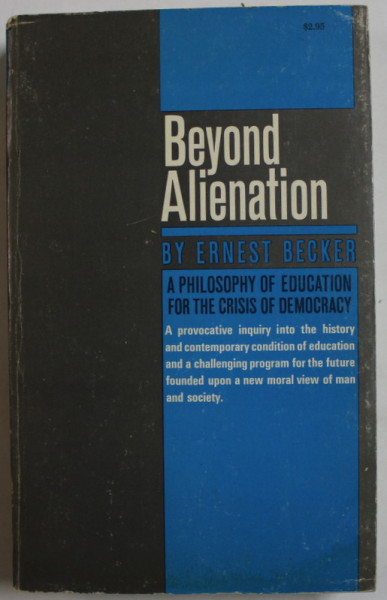 $2.95
Beyond
Alienation
BY ERNEST BECKER
A PHILOSOPHY OF EDUCATION
FOR THE CRISIS OF DEMOCRACY
A provocative inquiry into the history
and contemporary condition of education
and a challenging program for the future
founded upon a new moral view of man
and society.